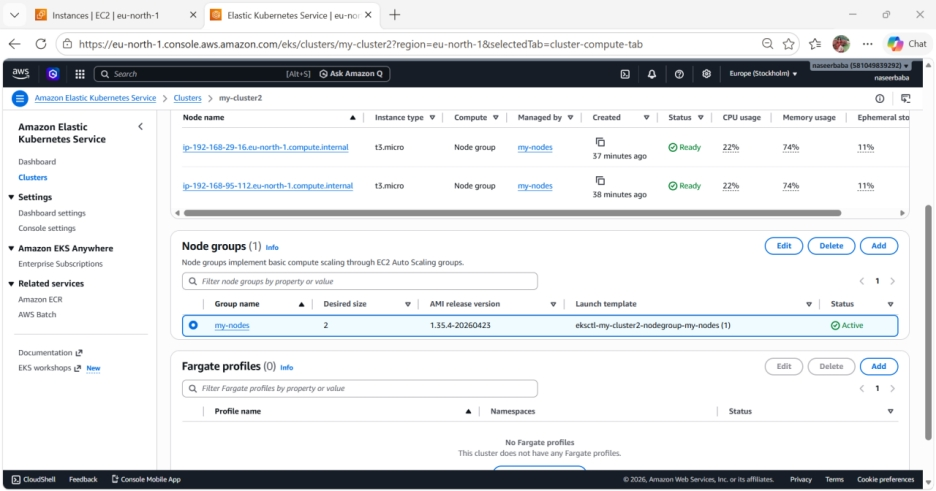 Instances | EC2 | eu-north-1
Elastic Kubernetes Service | eu-no
https://eu-north-1.console.aws.amazon.com/eks/clusters/my-cluster2?region=eu-north-1&selectedTab=cluster-compute-tab
Chat
aws
Search
[Alt+S]
Ask Amazon Q
Europe (Stockholm)
naseerbaba (581049839292)
naseerbaba
Amazon Elastic Kubernetes Service > Clusters > my-cluster2
Amazon Elastic
Kubernetes Service
Dashboard
Clusters
Settings
Dashboard settings
Console settings
Amazon EKS Anywhere
Enterprise Subscriptions
Related services
Amazon ECR
AWS Batch
Documentation
EKS workshops New
Node name Instance type Compute Managed by Created Status CPU usage Memory usage Ephemeral sto
ip-192-168-29-16.eu-north-1.compute.internal t3.micro Node group my-nodes 37 minutes ago Ready 22% 74% 11%
ip-192-168-95-112.eu-north-1.compute.internal t3.micro Node group my-nodes 38 minutes ago Ready 22% 74% 11%
Node groups (1) Info
Edit Delete Add
Node groups implement basic compute scaling through EC2 Auto Scaling groups.
Filter node groups by property or value
1
Group name Desired size AMI release version Launch template Status
my-nodes 2 1.35.4-20260423 eksctl-my-cluster2-nodegroup-my-nodes (1) Active
Fargate profiles (0) Info
Edit Delete Add
Filter Fargate profiles by property or value
1
Profile name Namespaces Status
No Fargate profiles
This cluster does not have any Fargate profiles.
CloudShell Feedback Console Mobile App
© 2026, Amazon Web Services, Inc. or its affiliates. Privacy Terms Cookie preferences